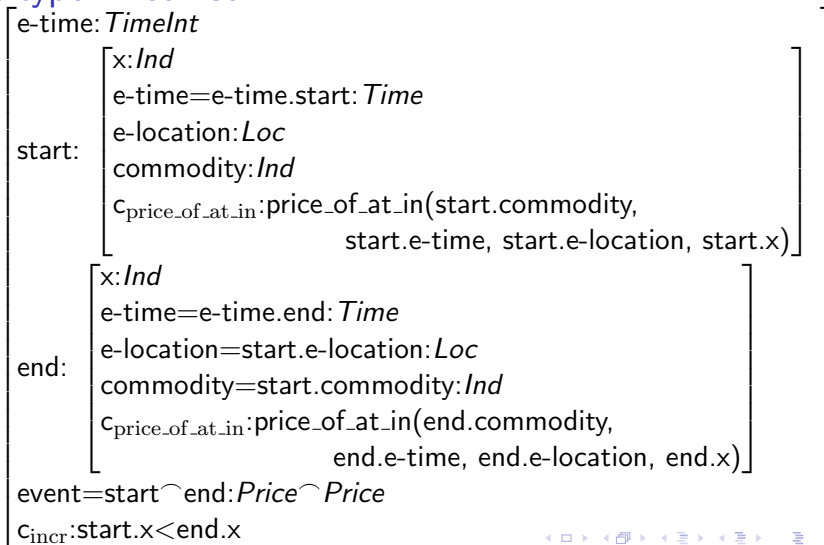 e-time:TimeInt
x:Ind
e-time=e-time.start:Time
e-location:Loc
start:
commodity:Ind
c_price_of_at_in:price_of_at_in(start.commodity,
start.e-time, start.e-location, start.x)
x:Ind
e-time=e-time.end:Time
e-location=start.e-location:Loc
end:
commodity=start.commodity:Ind
c_price_of_at_in:price_of_at_in(end.commodity,
end.e-time, end.e-location, end.x)
event=start⌢end:Price⌢Price
c_incr:start.x<end.x